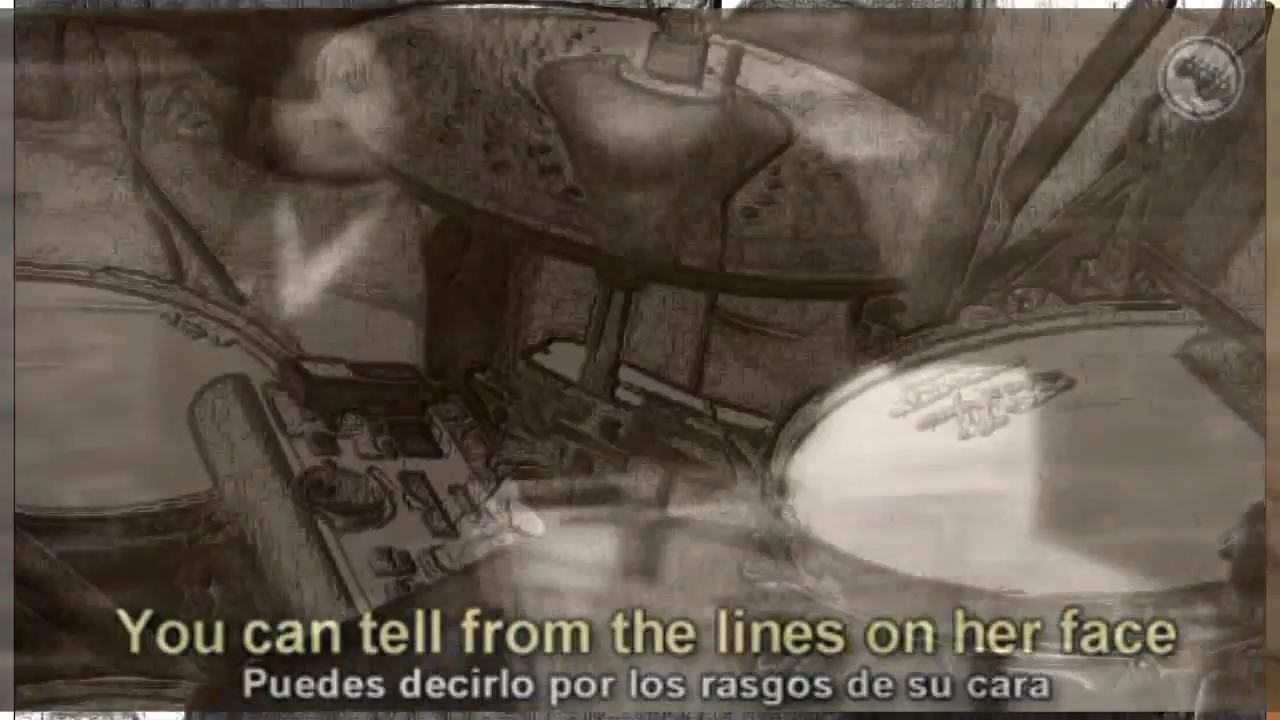 You can tell from the lines on her face
Puedes decirlo por los rasgos de su cara